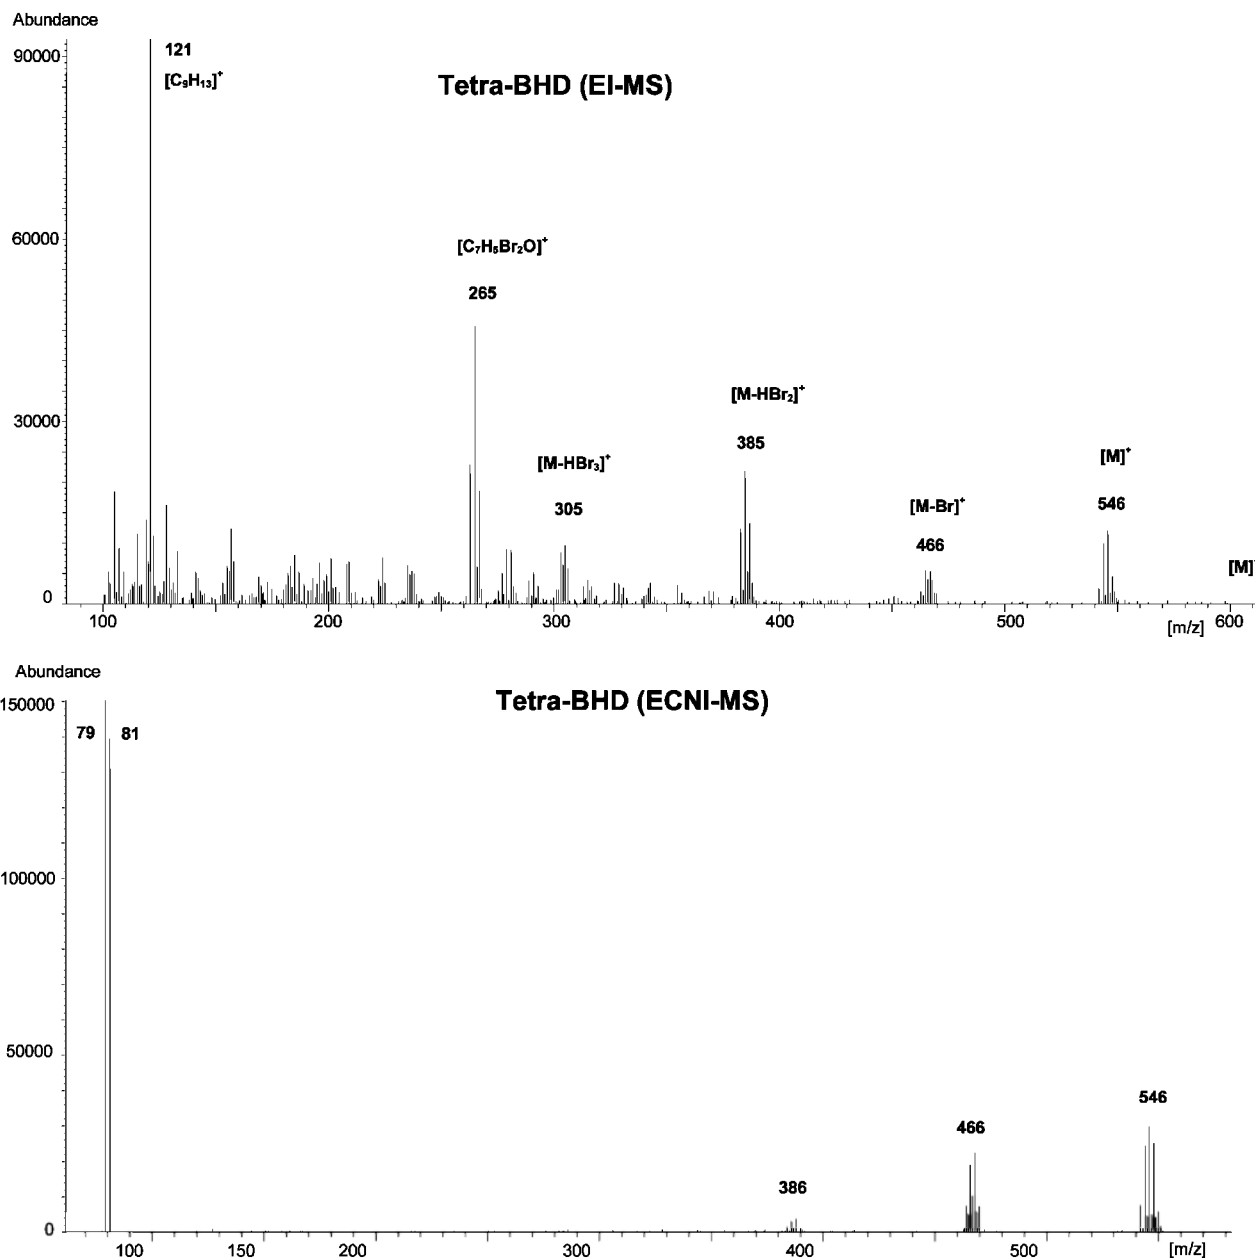 Abundance
90000
121
[C₉H₁₃]⁺
Tetra-BHD (EI-MS)
60000
[C₇H₅Br₂O]⁺
265
[M-HBr₂]⁺
30000
385
[M]⁺
[M-HBr₃]⁺
305
[M-Br]⁺
546
466
[M]
0
100 200 300 400 500 600
[m/z]
Abundance
150000
Tetra-BHD (ECNI-MS)
79 81
100000
50000
546
466
386
0
100 150 200 300 400 500 [m/z]